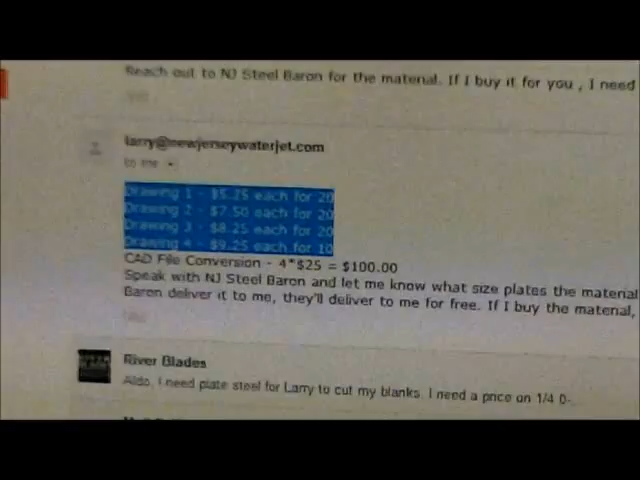 Reach out to NJ Steel Baron for the material. If I buy it for you , I need
larry@newjerseywaterjet.com
to me
Drawing 1 - $5.25 each for 20
Drawing 2 - $7.50 each for 20
Drawing 3 - $8.25 each for 20
Drawing 4 - $9.25 each for 10
CAD File Conversion - 4*$25 = $100.00
Speak with NJ Steel Baron and let me know what size plates the material
Baron deliver it to me, they'll deliver to me for free. If I buy the material,
River Blades
Aldo, I need plate steel for Larry to cut my blanks. I need a price on 1/4 0-